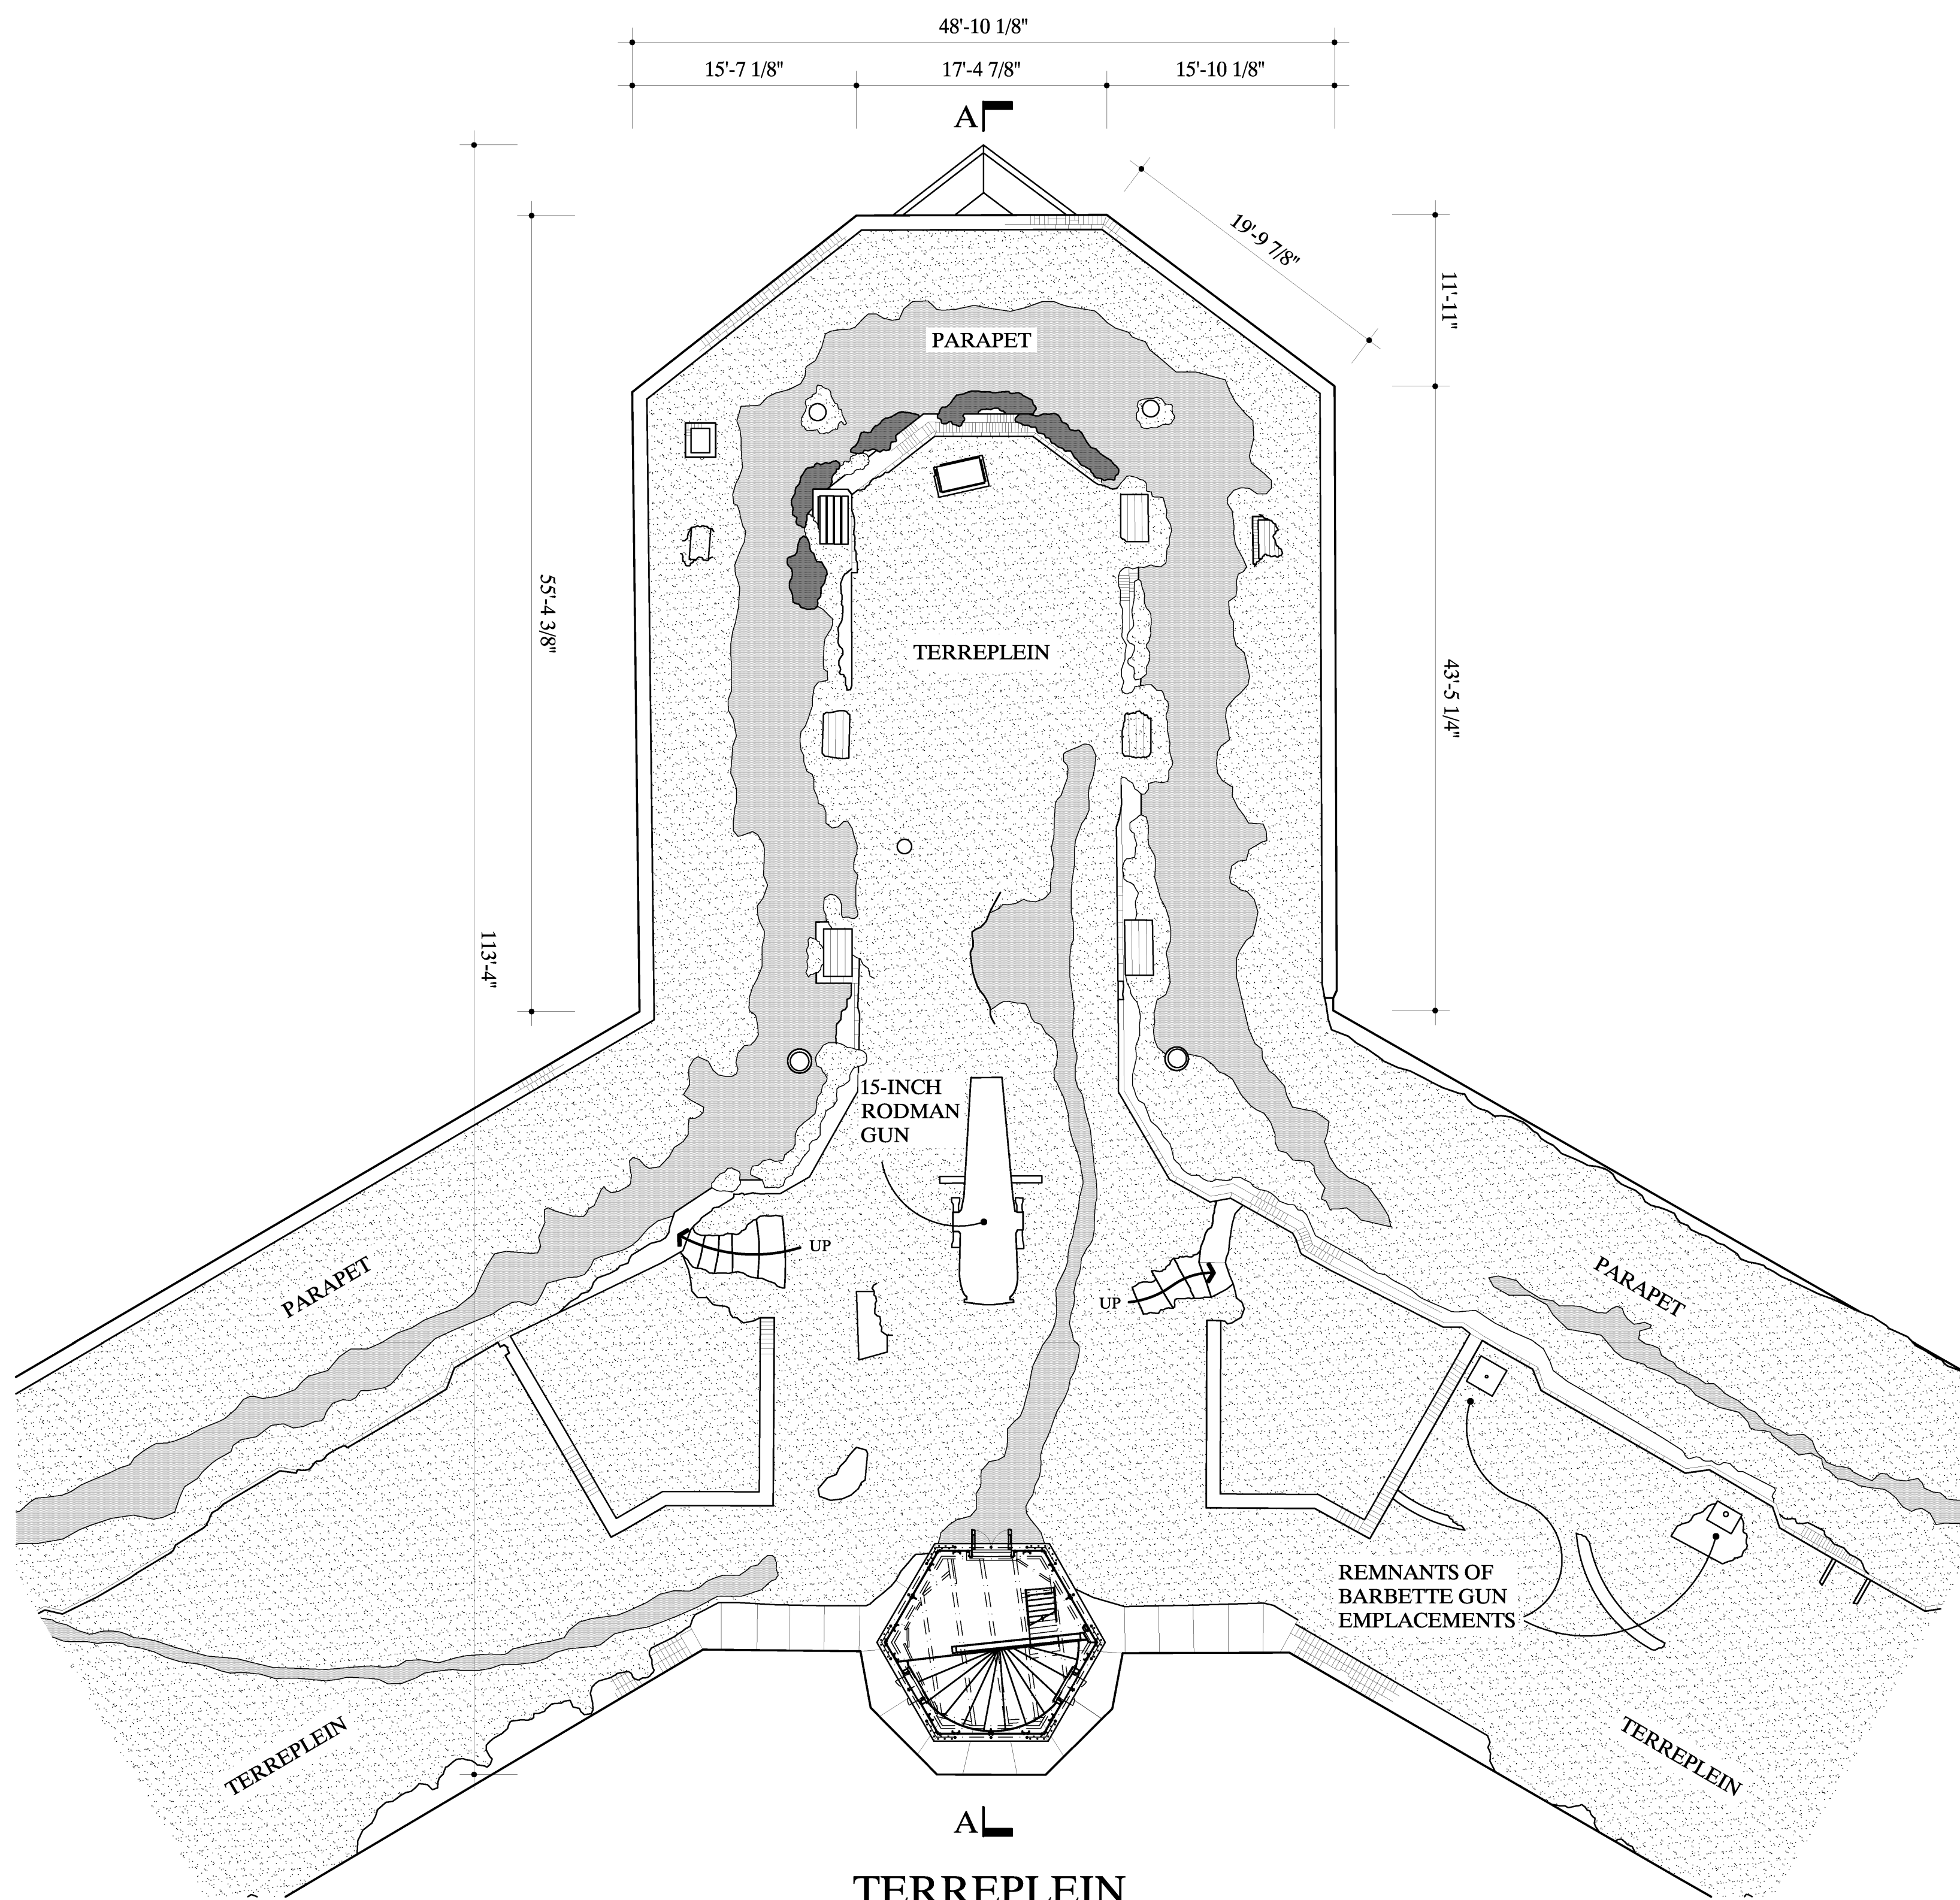 48'-10 1/8"
15'-7 1/8"
17'-4 7/8"
15'-10 1/8"
A
19'-9 7/8"
11'-11"
PARAPET
55'-4 3/8"
TERREPLEIN
43'-5 1/4"
113'-4"
15-INCH
RODMAN
GUN
UP
UP
PARAPET
PARAPET
REMNANTS OF
BARBETTE GUN
EMPLACEMENTS
TERREPLEIN
TERREPLEIN
A
TERREPLEIN